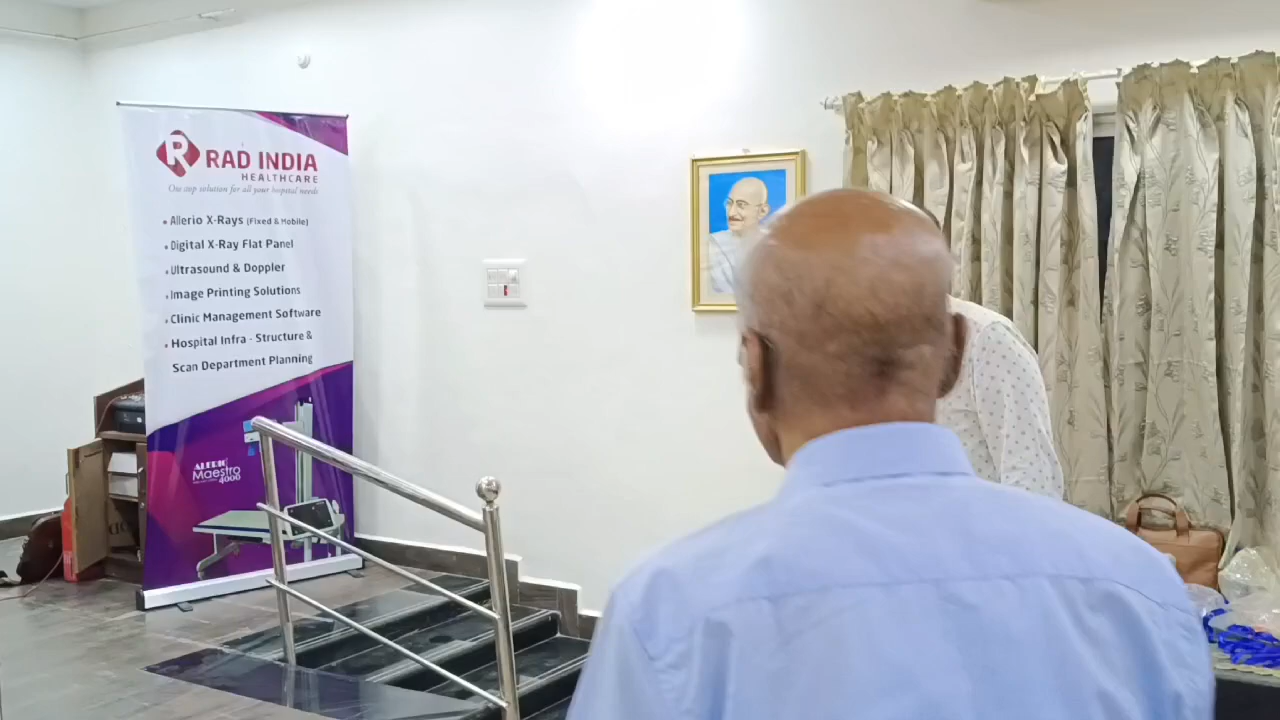 R RAD INDIA
HEALTHCARE
One stop solution for all your hospital needs
• Allerio X-Rays (Fixed & Mobile)
• Digital X-Ray Flat Panel
• Ultrasound & Doppler
• Image Printing Solutions
• Clinic Management Software
• Hospital Infra - Structure &
Scan Department Planning
Maestro
4000